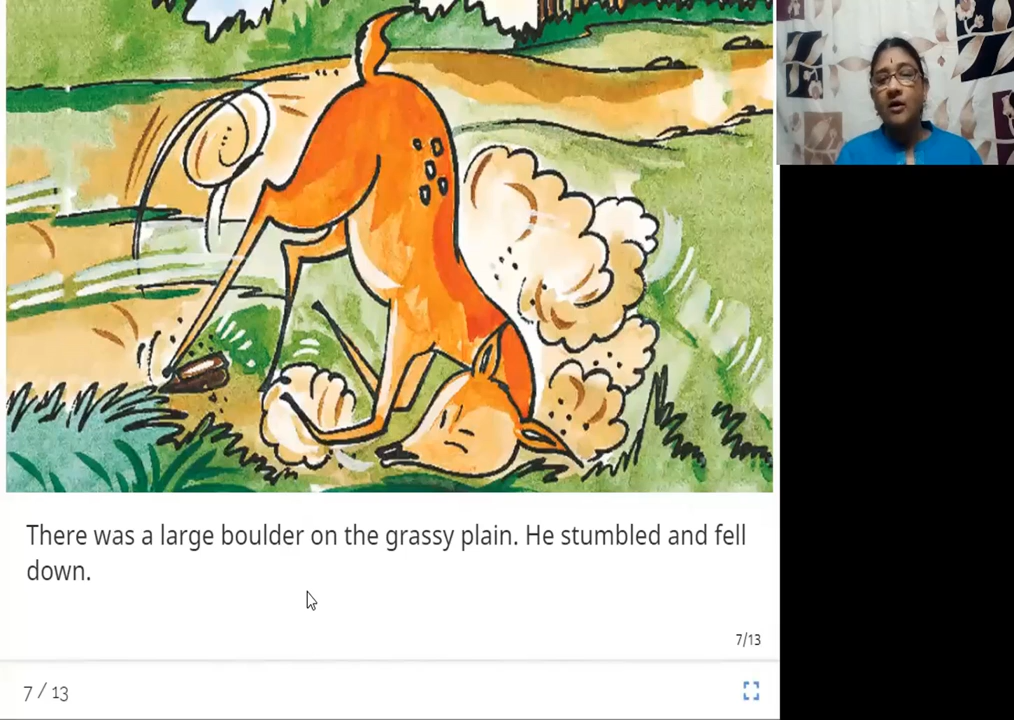 There was a large boulder on the grassy plain. He stumbled and fell
down.
7/13
7 / 13